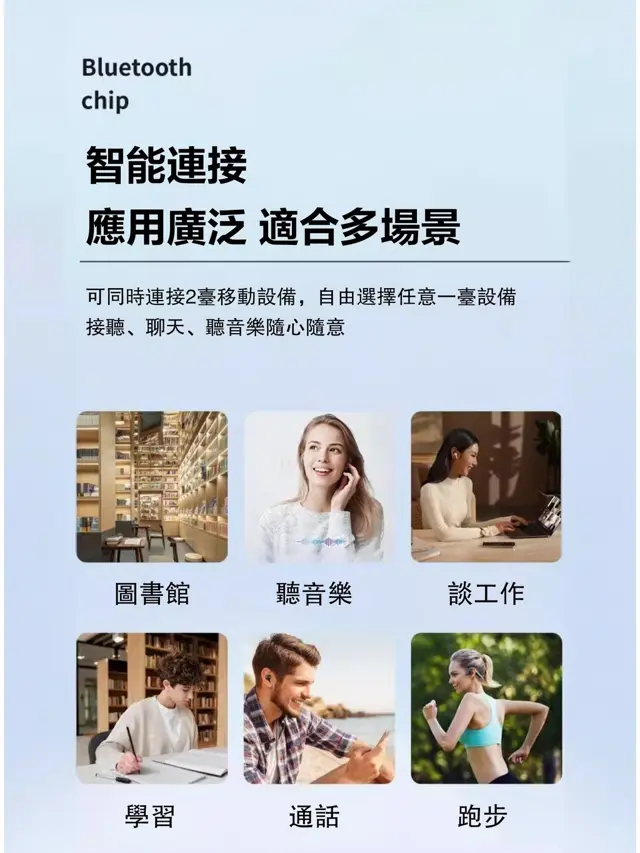 Bluetooth
chip
智能連接
應用廣泛 適合多場景
可同時連接2臺移動設備，自由選擇任意一臺設備
接聽、聊天、聽音樂隨心隨意
圖書館
聽音樂
談工作
學習
通話
跑步